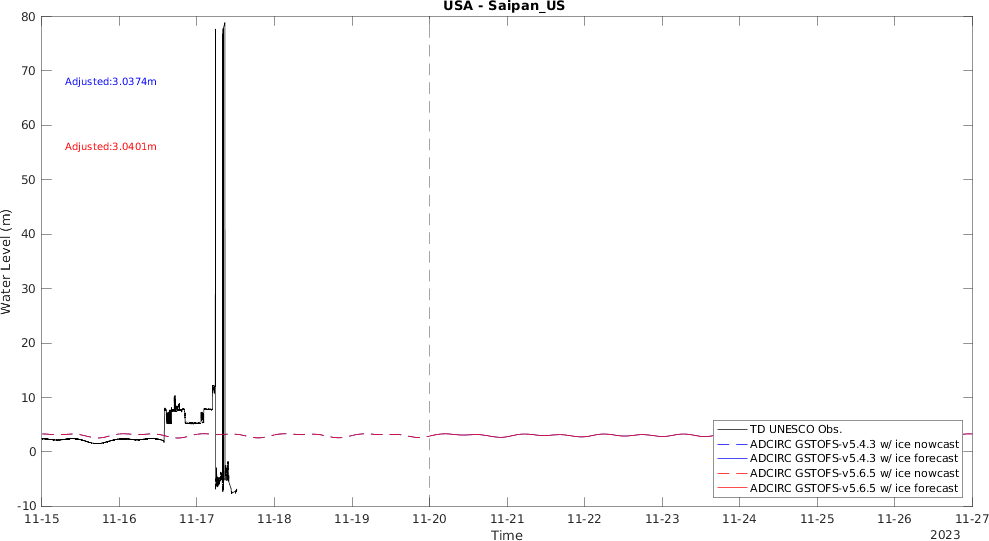 USA - Saipan_US
80
70
60
50
40
30
20
10
0
-10
Water Level (m)
Adjusted:3.0374m
Adjusted:3.0401m
TD UNESCO Obs.
ADCIRC GSTOFS-v5.4.3 w/ ice nowcast
ADCIRC GSTOFS-v5.4.3 w/ ice forecast
ADCIRC GSTOFS-v5.6.5 w/ ice nowcast
ADCIRC GSTOFS-v5.6.5 w/ ice forecast
11-15 11-16 11-17 11-18 11-19 11-20 11-21 11-22 11-23 11-24 11-25 11-26 11-27
Time
2023